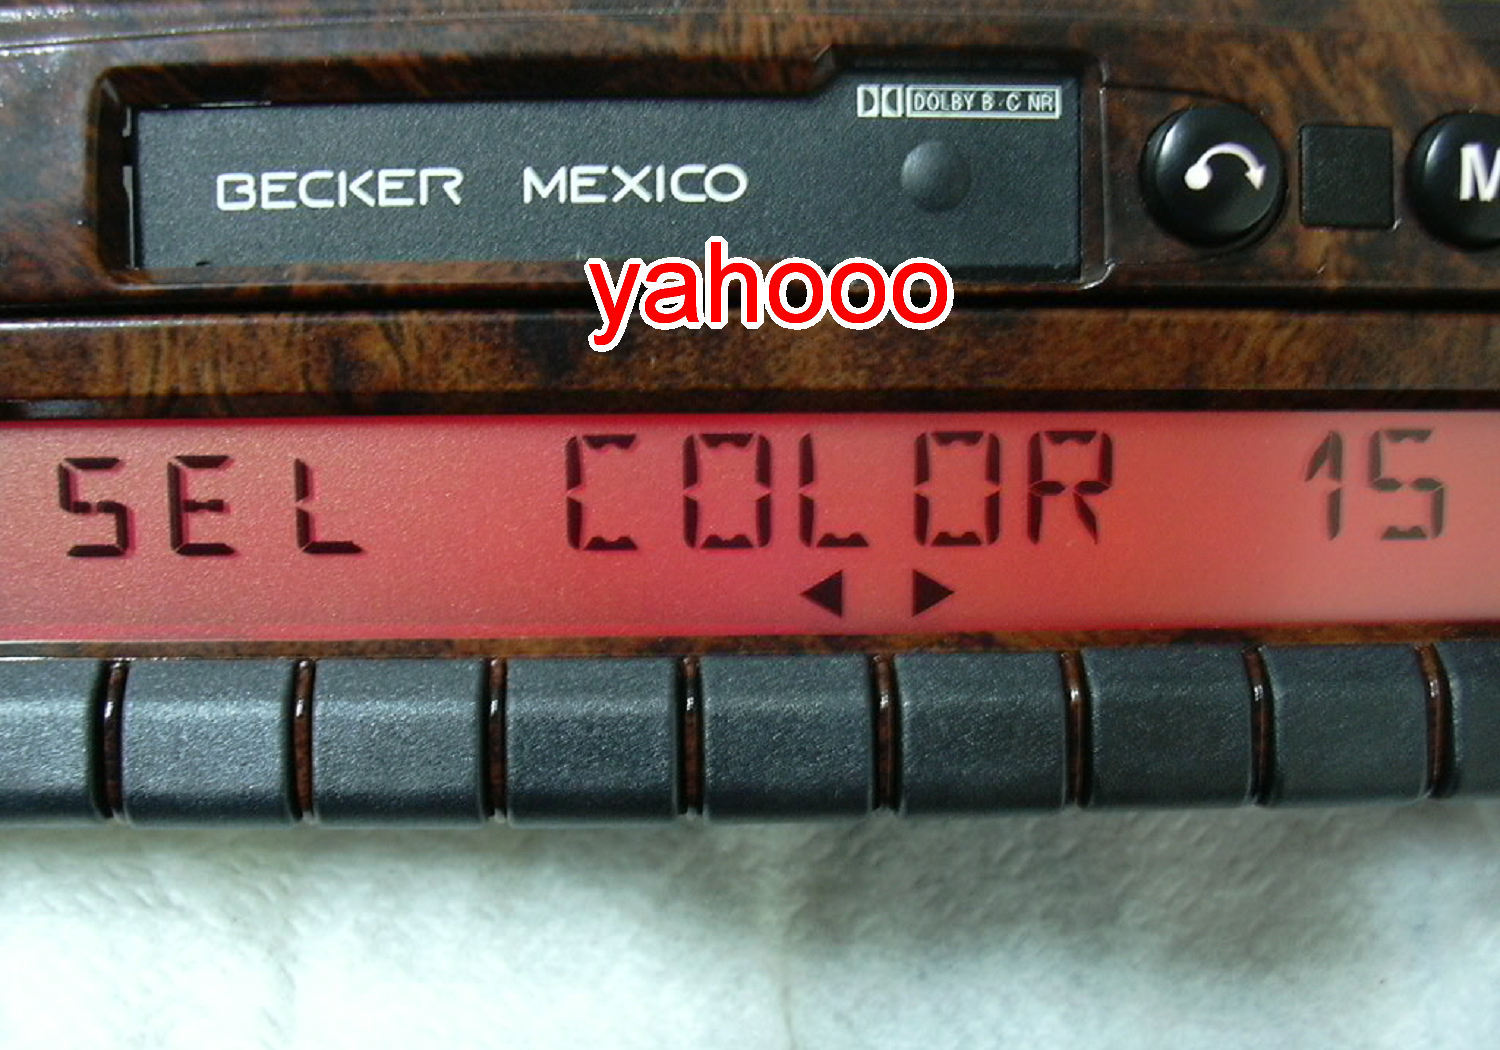 DOLBY B·C NR
BECKER MEXICO
M
yahooo
SEL COLOR 15